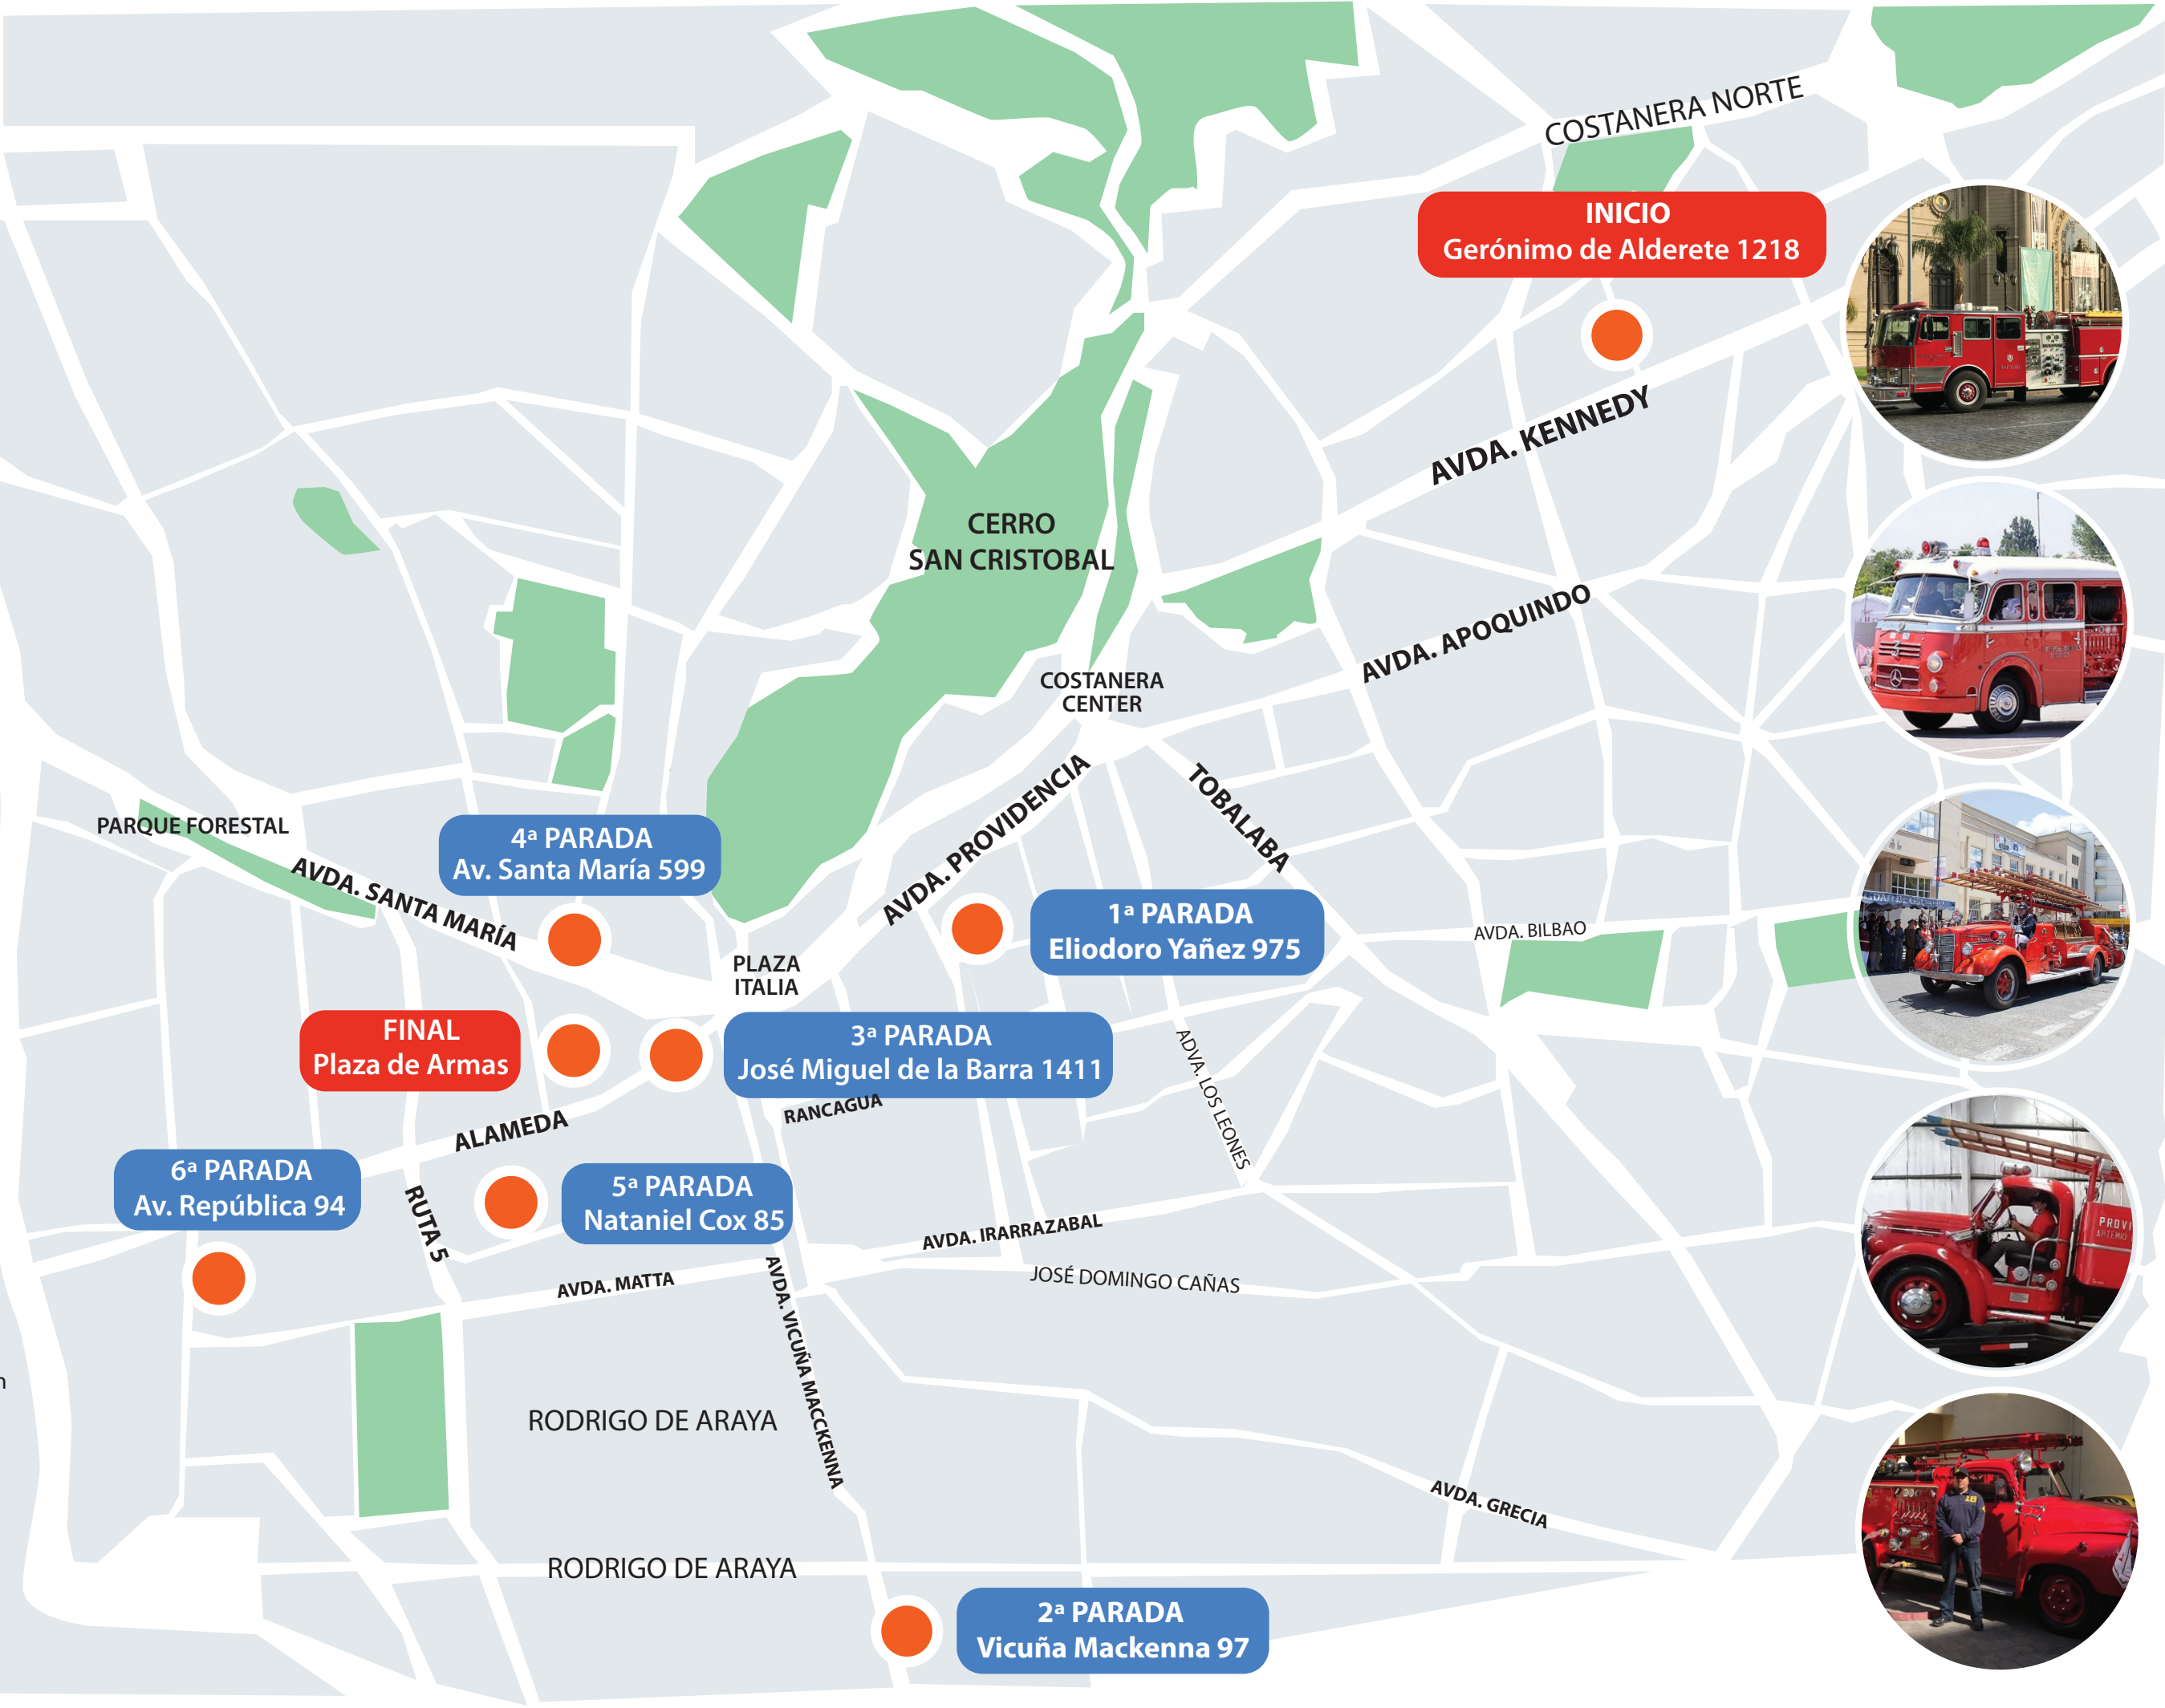 COSTANERA NORTE
INICIO
Gerónimo de Alderete 1218
AVDA. KENNEDY
CERRO
SAN CRISTOBAL
AVDA. APOQUINDO
COSTANERA
CENTER
AVDA. PROVIDENCIA
TOBALABA
PARQUE FORESTAL
AVDA. SANTA MARÍA
4ª PARADA
Av. Santa María 599
1ª PARADA
Eliodoro Yañez 975
AVDA. BILBAO
PLAZA
ITALIA
FINAL
Plaza de Armas
3ª PARADA
José Miguel de la Barra 1411
RANCAGUA
ADVA. LOS LEONES
ALAMEDA
6ª PARADA
Av. República 94
RUTA 5
5ª PARADA
Nataniel Cox 85
AVDA. IRARRAZABAL
AVDA. MATTA
JOSÉ DOMINGO CAÑAS
AVDA. VICUÑA MACCKENNA
RODRIGO DE ARAYA
AVDA. GRECIA
RODRIGO DE ARAYA
2ª PARADA
Vicuña Mackenna 97
PROVI
ARTEMIO
18
n